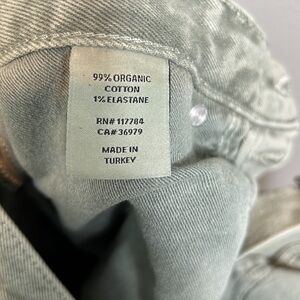 99% ORGANIC
COTTON
1% ELASTANE
RN# 117784
CA# 36979
MADE IN
TURKEY